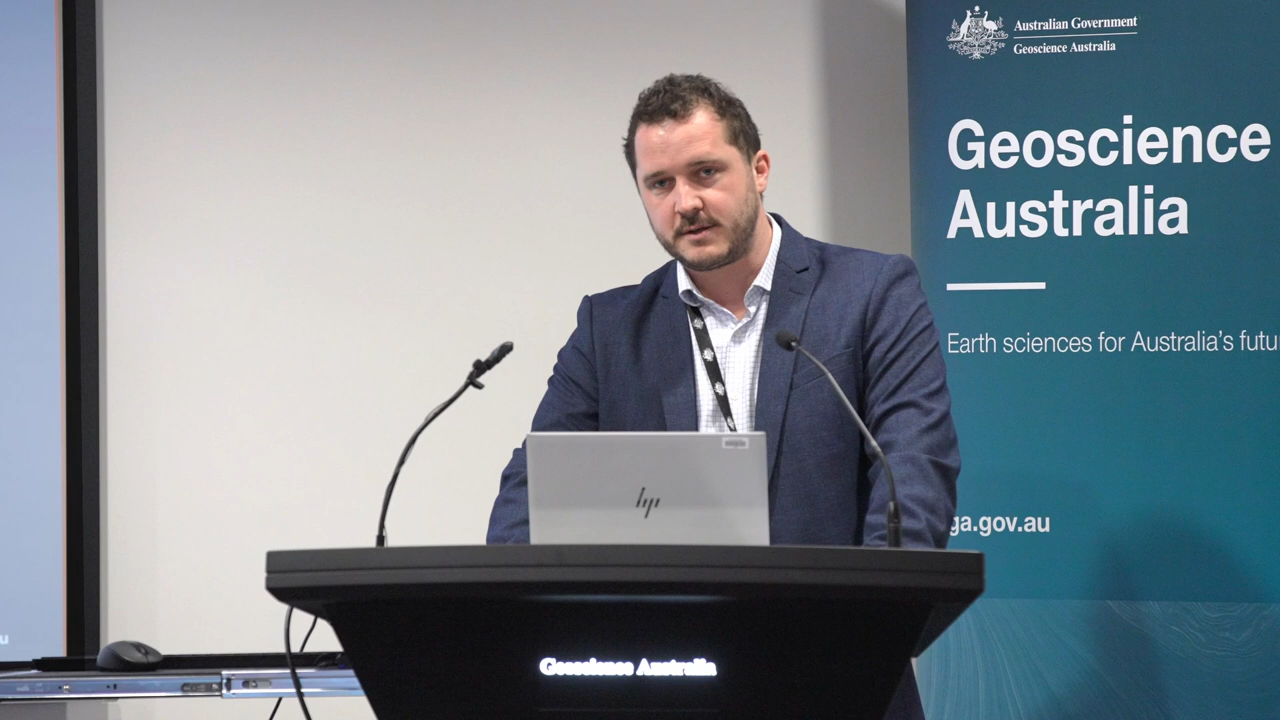 Australian Government
Geoscience Australia
Geoscience
Australia
Earth sciences for Australia's futu
ga.gov.au
hp
Geoscience Australia
u